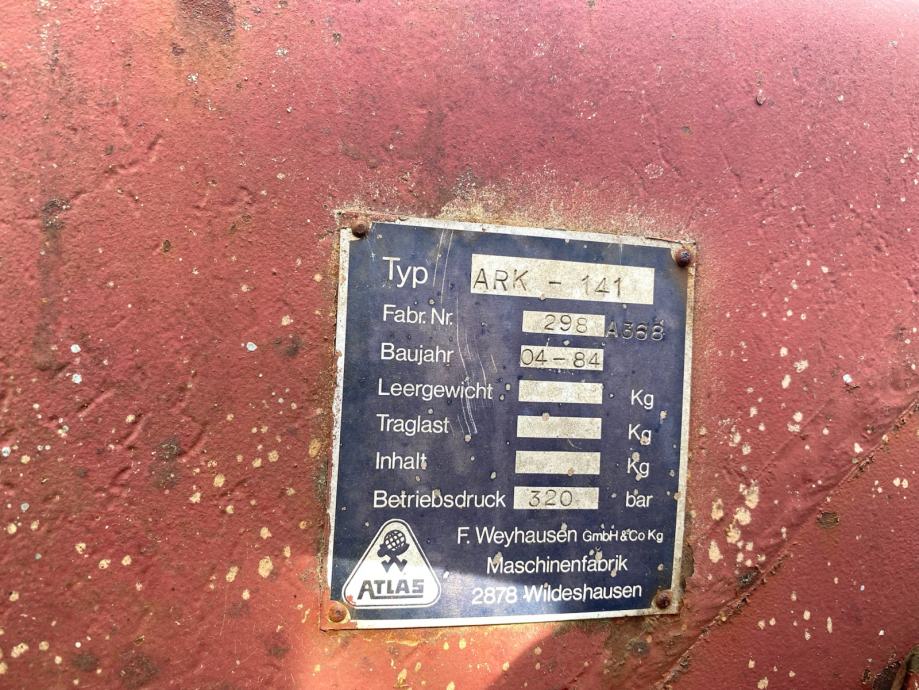 Typ ARK - 141
Fabr. Nr. 298 A368
Baujahr 04-84
Leergewicht Kg
Traglast Kg
Inhalt Kg
Betriebsdruck 320 bar
F. Weyhausen GmbH & Co Kg
Maschinenfabrik
2878 Wildeshausen
ATLAS